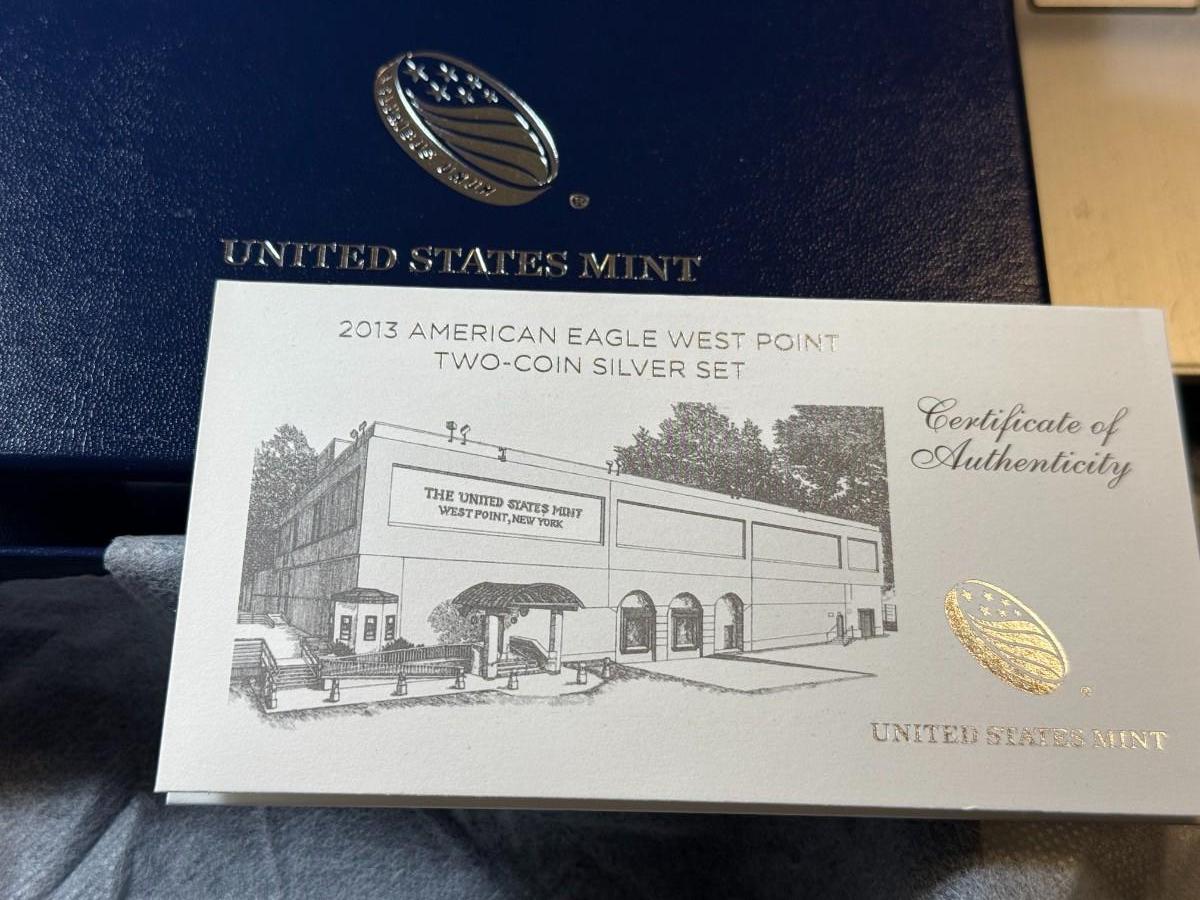 ®
UNITED STATES MINT
2013 AMERICAN EAGLE WEST POINT
TWO-COIN SILVER SET
Certificate of
Authenticity
THE UNITED STATES MINT
WEST POINT, NEW YORK
®
UNITED STATES MINT